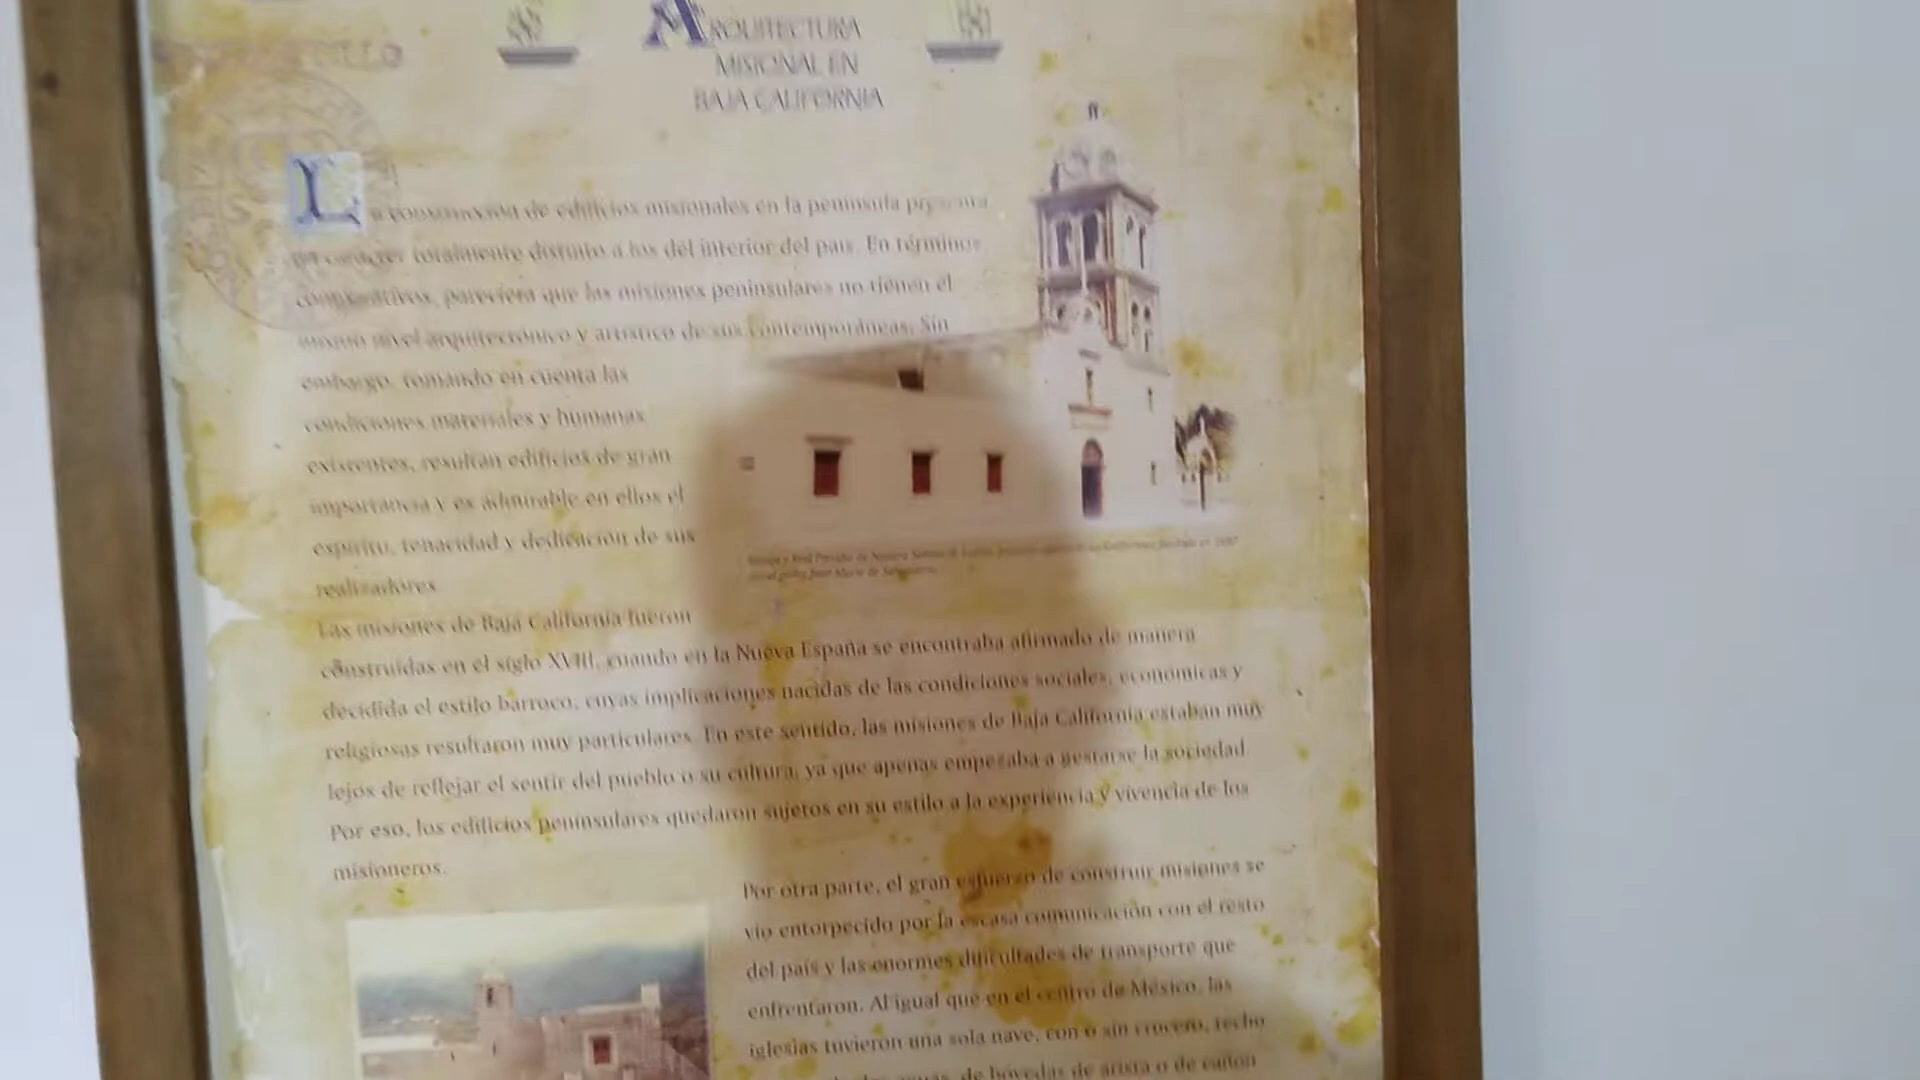 ARQUITECTURA
MISIONAL EN
BAJA CALIFORNIA
La construcción de edificios misionales en la península presenta
un carácter totalmente distinto a los del interior del país. En términos
comparativos, pareciera que las misiones peninsulares no tienen el
mismo nivel arquitectónico y artístico de sus contemporáneas. Sin
embargo, tomando en cuenta las
condiciones materiales y humanas
existentes, resultan edificios de gran
importancia y es admirable en ellos el
espíritu, tenacidad y dedicación de sus
realizadores
Las misiones de Baja California fueron
construidas en el siglo XVIII, cuando en la Nueva España se encontraba afirmado de manera
decidida el estilo barroco, cuyas implicaciones nacidas de las condiciones sociales, económicas y
religiosas resultaron muy particulares. En este sentido, las misiones de Baja California estaban muy
lejos de reflejar el sentir del pueblo o su cultura, ya que apenas empezaba a gestarse la sociedad.
Por eso, los edificios peninsulares quedaron sujetos en su estilo a la experiencia y vivencia de los
misioneros.
Por otra parte, el gran esfuerzo de construir misiones se
vio entorpecido por la escasa comunicación con el resto
del país y las enormes dificultades de transporte que
enfrentaron. Al igual que en el centro de México, las
iglesias tuvieron una sola nave, con o sin crucero, techo
de bóvedas de arista o de cañón